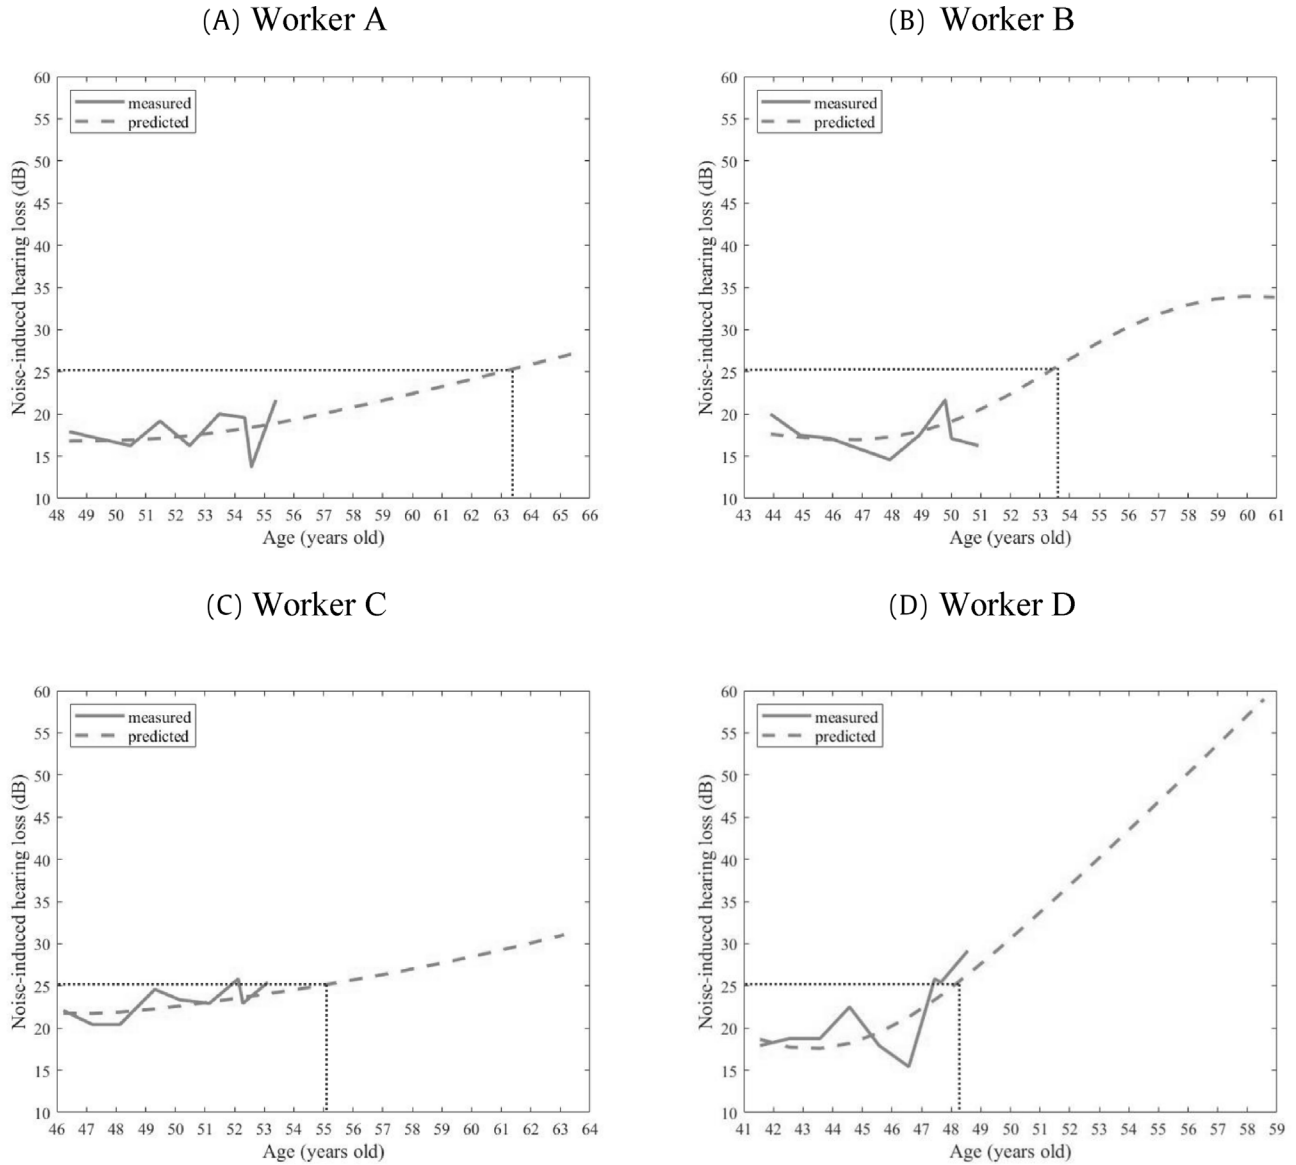 (A) Worker A
60
55
50
45
40
35
30
25
20
15
10
Noise-induced hearing loss (dB)
measured
predicted
48 49 50 51 52 53 54 55 56 57 58 59 60 61 62 63 64 65 66
Age (years old)
(B) Worker B
60
55
50
45
40
35
30
25
20
15
10
Noise-induced hearing loss (dB)
measured
predicted
43 44 45 46 47 48 49 50 51 52 53 54 55 56 57 58 59 60 61
Age (years old)
(C) Worker C
60
55
50
45
40
35
30
25
20
15
10
Noise-induced hearing loss (dB)
measured
predicted
46 47 48 49 50 51 52 53 54 55 56 57 58 59 60 61 62 63 64
Age (years old)
(D) Worker D
60
55
50
45
40
35
30
25
20
15
10
Noise-induced hearing loss (dB)
measured
predicted
41 42 43 44 45 46 47 48 49 50 51 52 53 54 55 56 57 58 59
Age (years old)